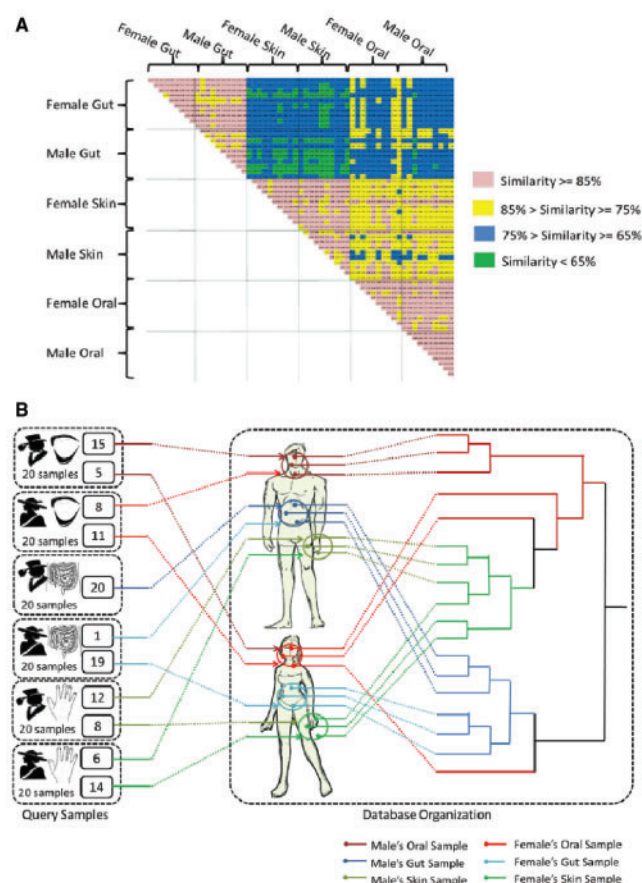 A
Female Gut
Male Gut
Female Skin
Male Skin
Female Oral
Male Oral
Female Gut
Male Gut
Female Skin
Male Skin
Female Oral
Male Oral
Similarity >= 85%
85% > Similarity >= 75%
75% > Similarity >= 65%
Similarity < 65%
B
15
20 samples
5
8
20 samples
11
20
20 samples
1
20 samples
19
12
20 samples
8
6
20 samples
14
Query Samples
Database Organization
Male's Oral Sample
Female's Oral Sample
Male's Gut Sample
Female's Gut Sample
Male's Skin Sample
Female's Skin Sample